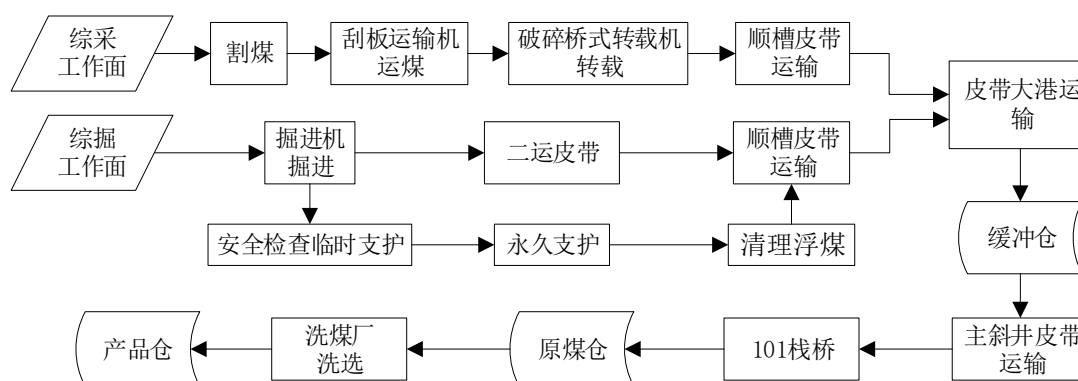 综采
工作面
割煤
刮板运输机
运煤
破碎桥式转载机
转载
顺槽皮带
运输
皮带大港运
输
综掘
工作面
掘进机
掘进
二运皮带
顺槽皮带
运输
安全检查临时支护
永久支护
清理浮煤
缓冲仓
主斜井皮带
运输
101栈桥
原煤仓
洗煤厂
洗选
产品仓